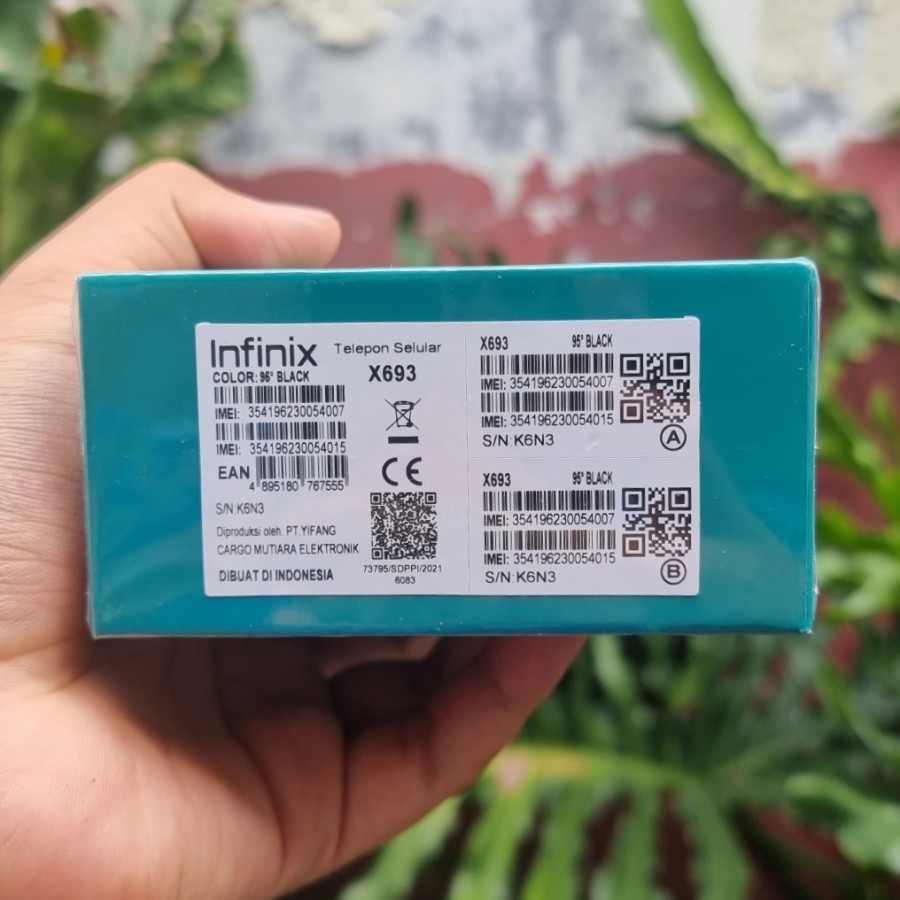 Infinix
Telepon Selular
COLOR: 96° BLACK
X693
IMEI: 354196230054007
IMEI: 354196230054015
EAN
4 895180 767555
CE
S/N K6N3
Diproduksi oleh: PT.YIFANG
CARGO MUTIARA ELEKTRONIK
DIBUAT DI INDONESIA
73795/SDPPI/2021
6083
X693 95° BLACK
IMEI: 354196230054007
IMEI: 354196230054015
S/N:K6N3
A
X693 95° BLACK
IMEI: 354196230054007
IMEI: 354196230054015
S/N:K6N3
B